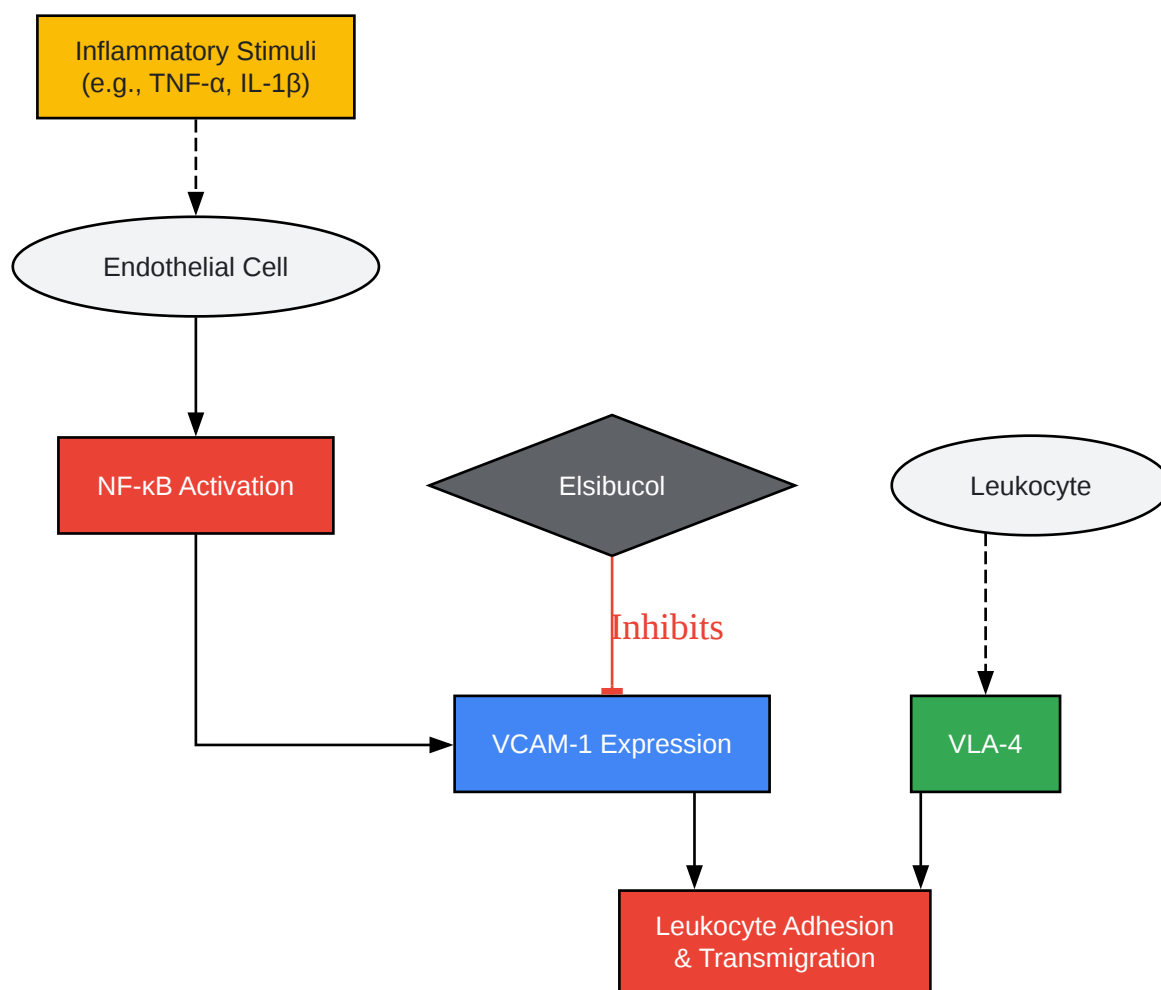 Inflammatory Stimuli
(e.g., TNF-α, IL-1β)
Endothelial Cell
NF-κB Activation
Elsibucol
Leukocyte
Inhibits
VCAM-1 Expression
VLA-4
Leukocyte Adhesion
& Transmigration